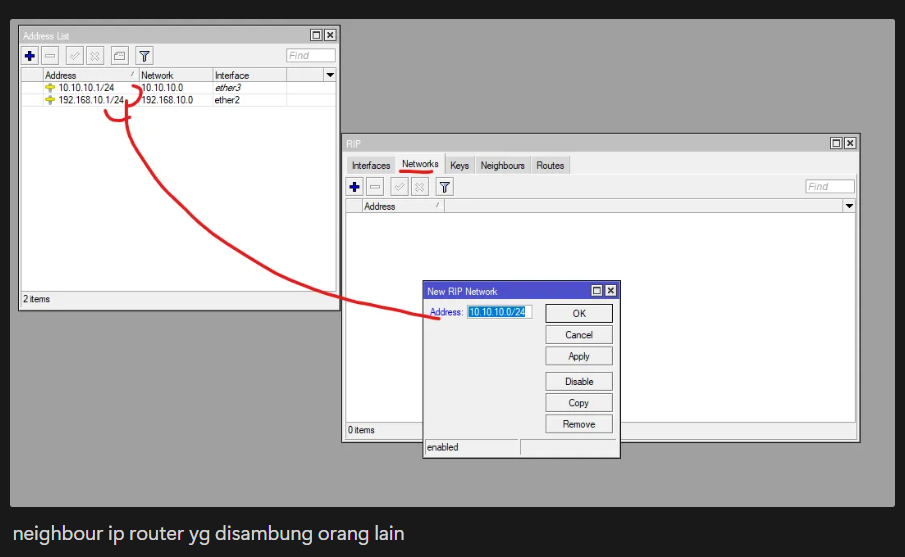 Address List
Find
Address Network Interface
10.10.10.1/24 10.10.10.0 ether3
192.168.10.1/24 192.168.10.0 ether2
2 items
RIP
Interfaces Networks Keys Neighbours Routes
Find
Address
New RIP Network
Address: 10.10.10.0/24
OK
Cancel
Apply
Disable
Copy
Remove
enabled
0 items
neighbour ip router yg disambung orang lain